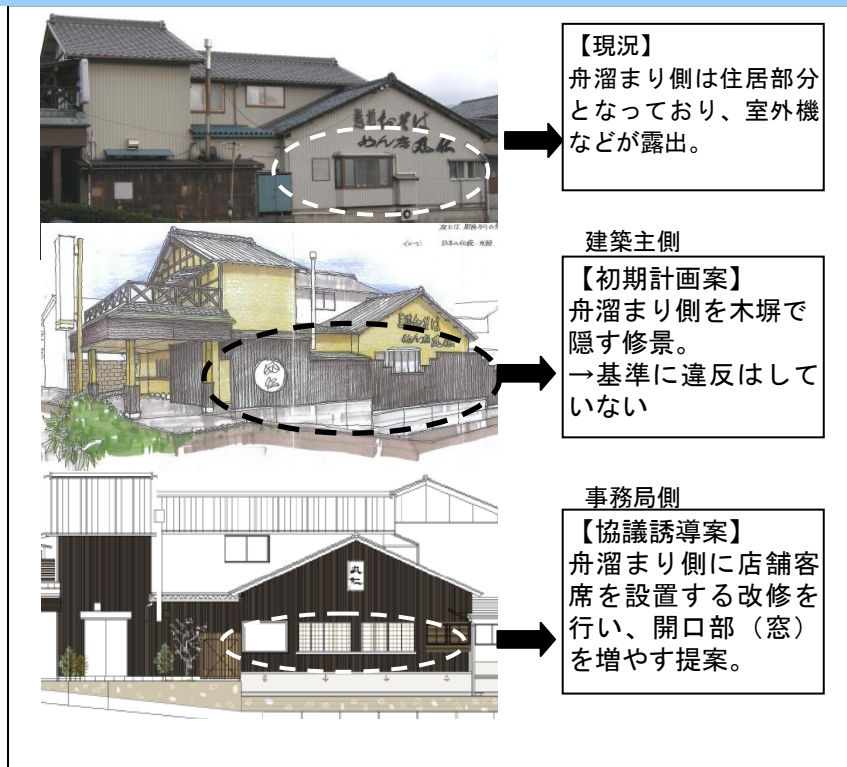 【現況】
舟溜まり側は住居部分
となっており、室外機
などが露出。
めん房
建築主側
【初期計画案】
舟溜まり側を木塀で
隠す修景。
→基準に違反はして
いない
事務局側
【協議誘導案】
舟溜まり側に店舗客
席を設置する改修を
行い、開口部（窓）
を増やす提案。